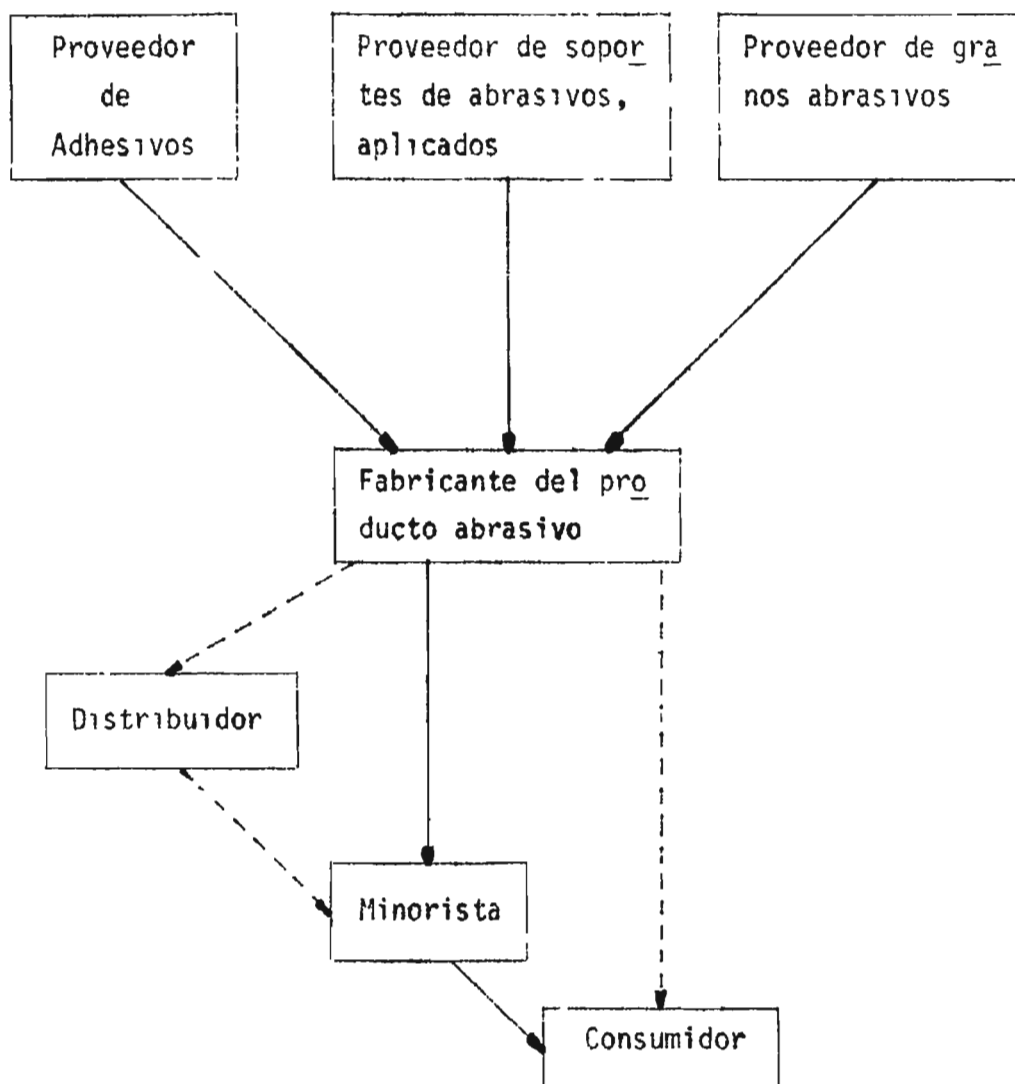 Proveedor
de
Adhesivos
Proveedor de sopor
tes de abrasivos,
aplicados
Proveedor de gra
nos abrasivos
Fabricante del pro
ducto abrasivo
Distribuidor
Minorista
Consumidor